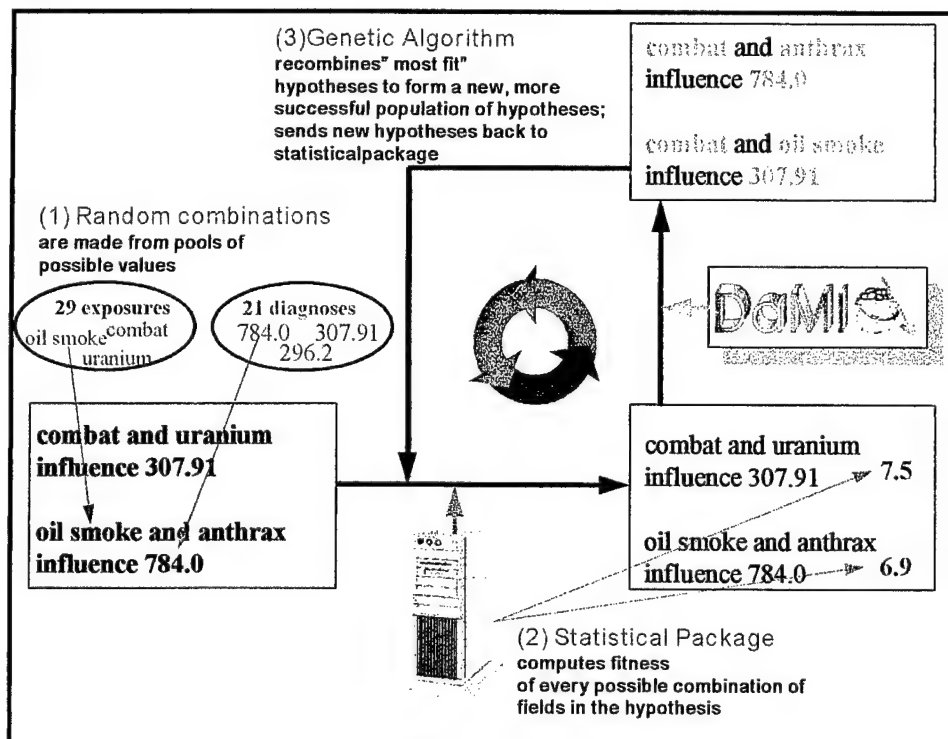 (3)Genetic Algorithm
recombines" most fit"
hypotheses to form a new, more
successful population of hypotheses;
sends new hypotheses back to
statisticalpackage
combat and anthrax
influence 784.0
combat and oil smoke
influence 307.91
(1) Random combinations
are made from pools of
possible values
29 exposures
oil smoke combat
uranium
21 diagnoses
784.0 307.91
296.2
DaMI
combat and uranium
influence 307.91
oil smoke and anthrax
influence 784.0
combat and uranium
influence 307.91 7.5
oil smoke and anthrax
influence 784.0 6.9
(2) Statistical Package
computes fitness
of every possible combination of
fields in the hypothesis